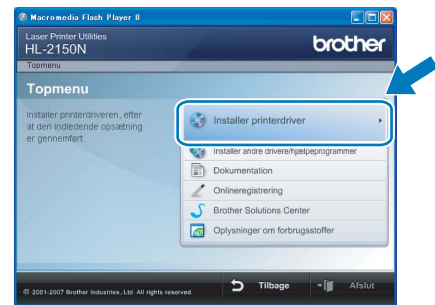 Macromedia Flash Player 8
Laser Printer Utilities
HL-2150N
brother
Topmenu
Topmenu
Installer printerdriveren, efter
at den indledende opsætning
er gennemført.
Installer printerdriver
Installer andre drivere/hjælpeprogrammer
Dokumentation
Onlineregistrering
Brother Solutions Center
Oplysninger om forbrugsstoffer
© 2001-2007 Brother Industries, Ltd. All rights reserved.
Tilbage
Afslut